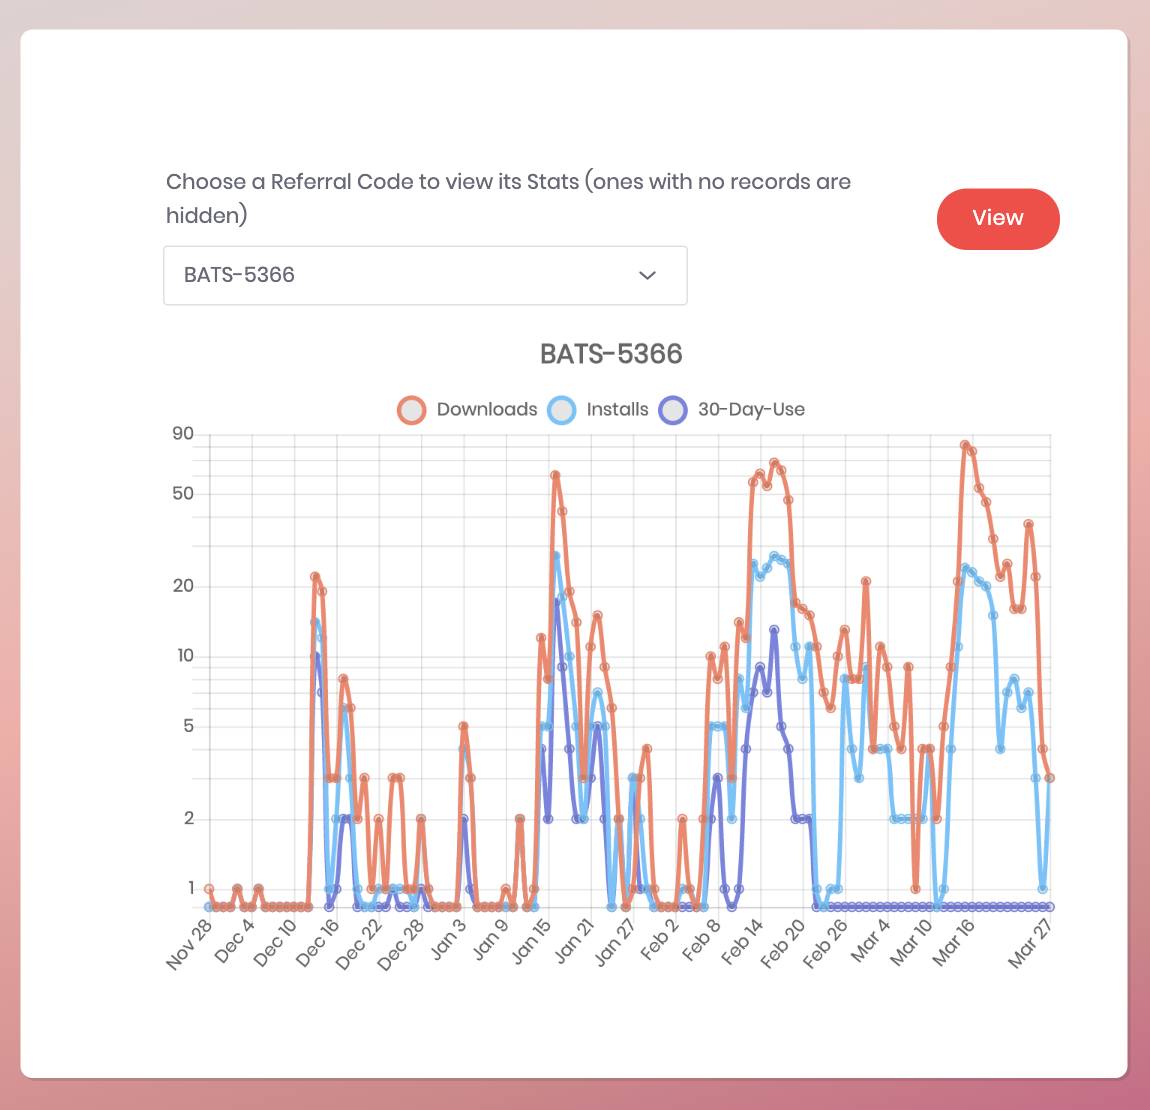 Choose a Referral Code to view its Stats (ones with no records are
hidden)
View
BATS-5366
BATS-5366
Downloads Installs 30-Day-Use
90
50
20
10
5
2
1
Nov 28 Dec 4 Dec 10 Dec 16 Dec 22 Dec 28 Jan 3 Jan 9 Jan 15 Jan 21 Jan 27 Feb 2 Feb 8 Feb 14 Feb 20 Feb 26 Mar 4 Mar 10 Mar 16 Mar 27